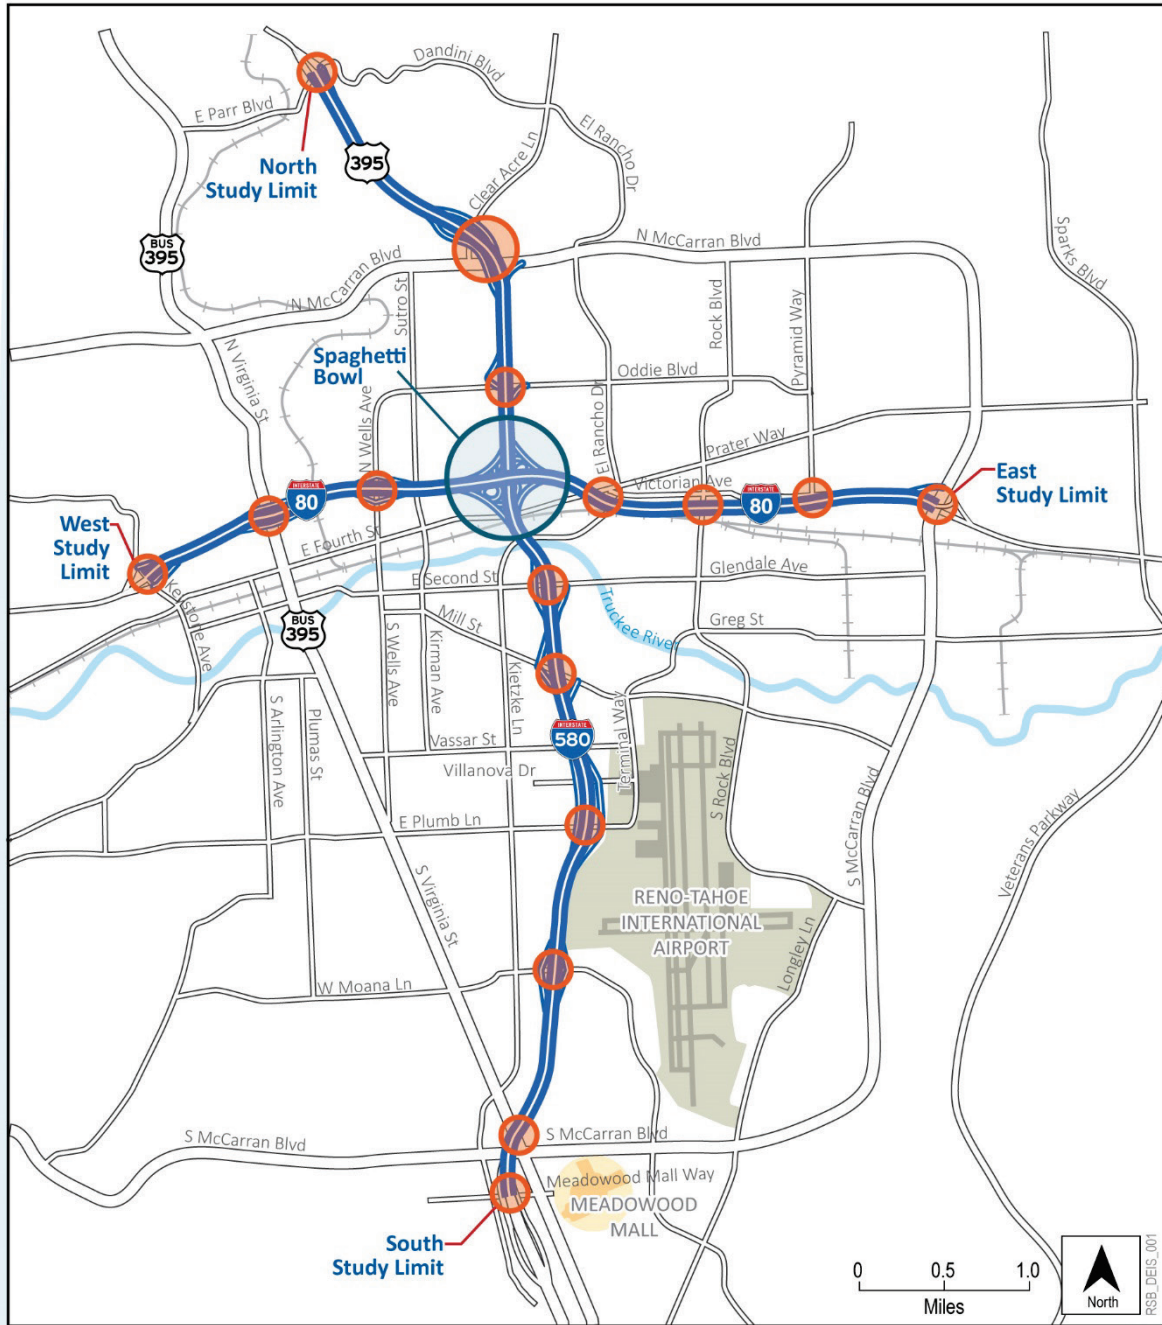 Dandini Blvd
E Parr Blvd
El Rancho Dr
Clear Acre Ln
North
Study Limit
395
Sparks Blvd
BUS
395
N McCarran Blvd
N McCarran Blvd
Sutro St
Rock Blvd
Pyramid Way
N Virginia St
Spaghetti
Bowl
Oddie Blvd
N Wells Ave
El Rancho Dr
Prater Way
Victorian Ave
East
Study Limit
INTERSTATE
80
INTERSTATE
80
West
Study
Limit
E Fourth St
Keystone Ave
E Second St
Glendale Ave
Truckee River
Mill St
Greg St
BUS
395
S Wells Ave
Kirman Ave
Kietzke Ln
S Arlington Ave
Plumas St
Terminal Way
INTERSTATE
580
Vassar St
Villanova Dr
S Rock Blvd
E Plumb Ln
S McCarran Blvd
Veterans Parkway
S Virginia St
RENO-TAHOE
INTERNATIONAL
AIRPORT
Longley Ln
W Moana Ln
S McCarran Blvd
S McCarran Blvd
Meadowood Mall Way
MEADOWOOD
MALL
South
Study Limit
0 0.5 1.0
Miles
North
RSB_DEIS_001